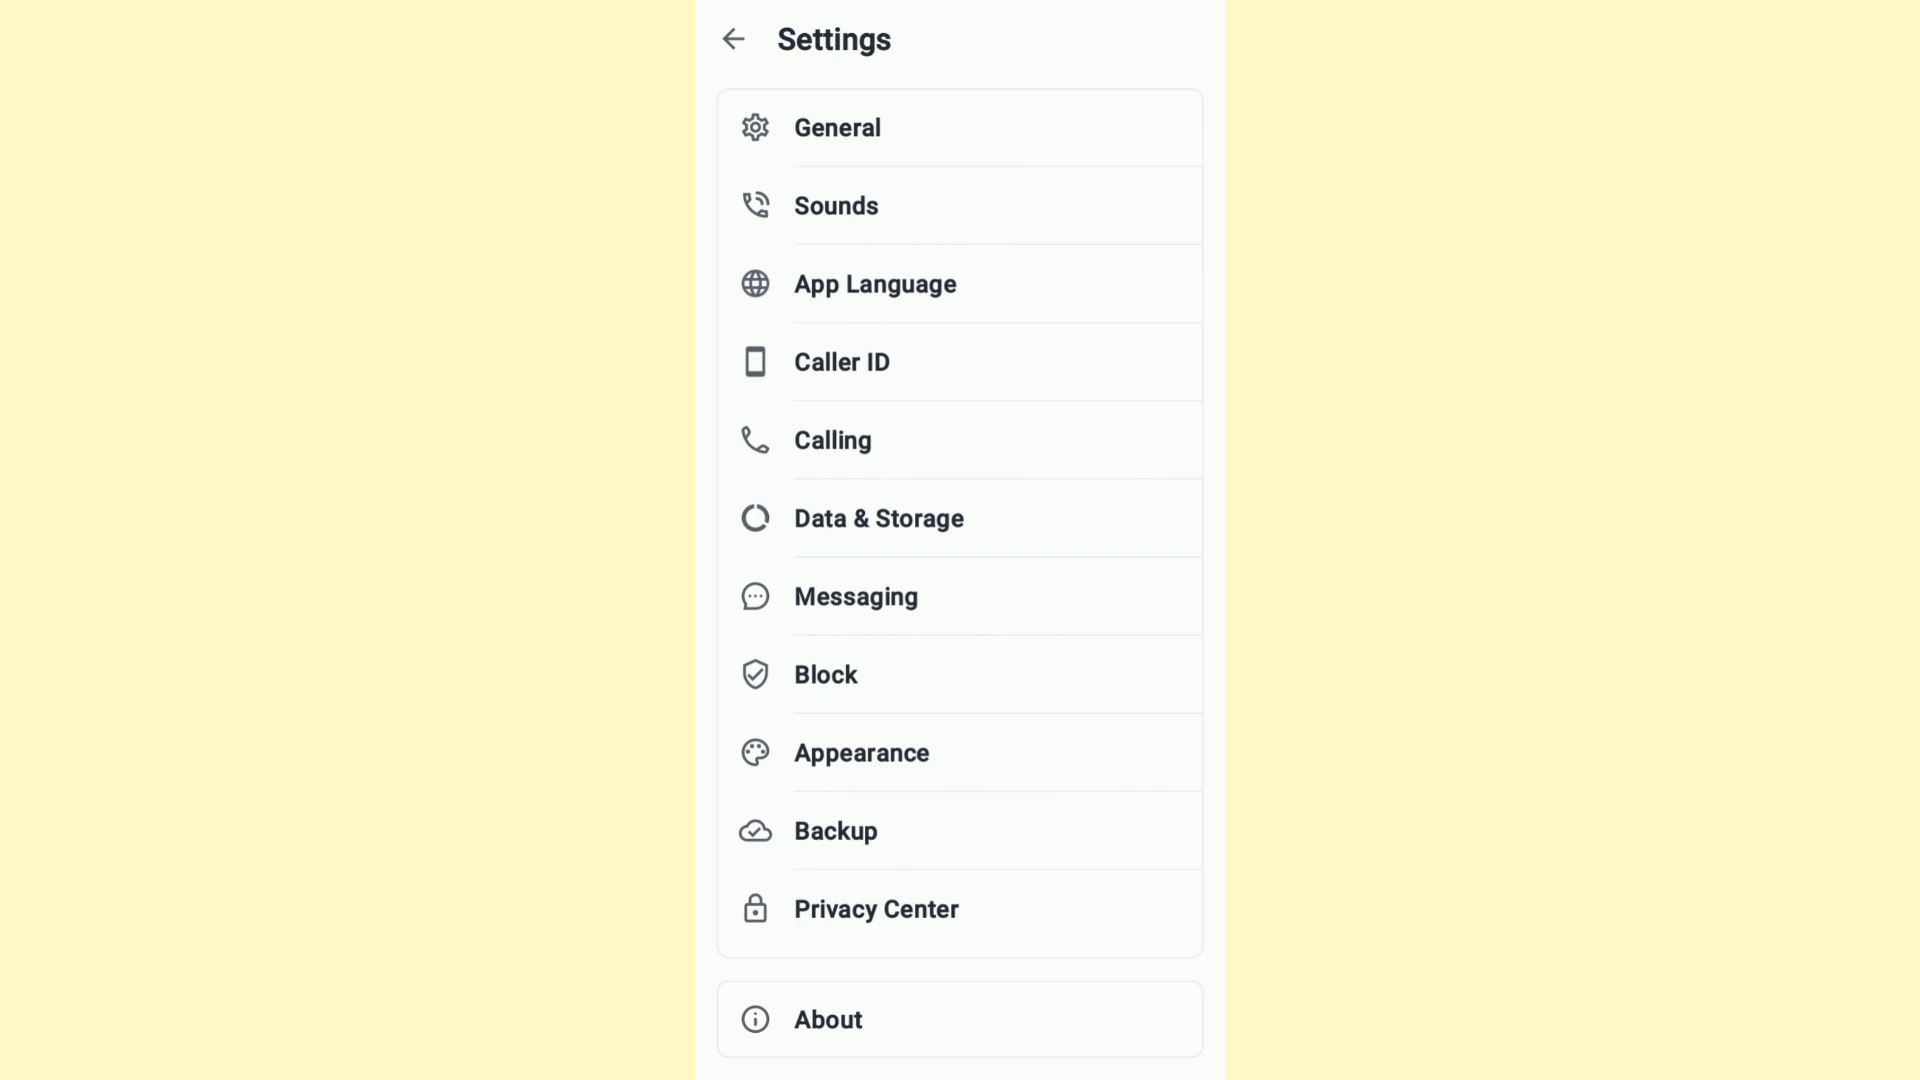 Settings
General
Sounds
App Language
Caller ID
Calling
Data & Storage
Messaging
Block
Appearance
Backup
Privacy Center
About